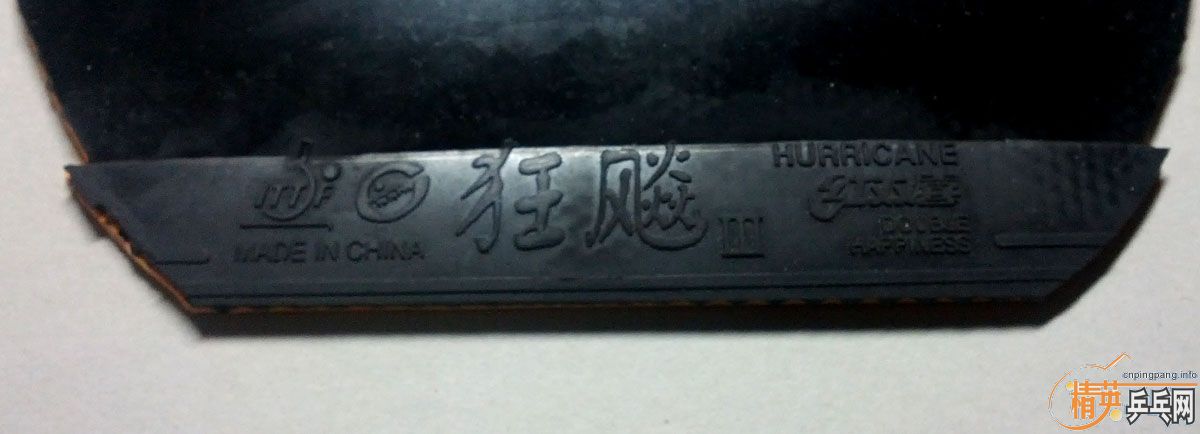 ITTF
狂飚 III
MADE IN CHINA
HURRICANE
红双喜
DOUBLE
HAPPINESS
cnpingpang.info
精英乒乓网